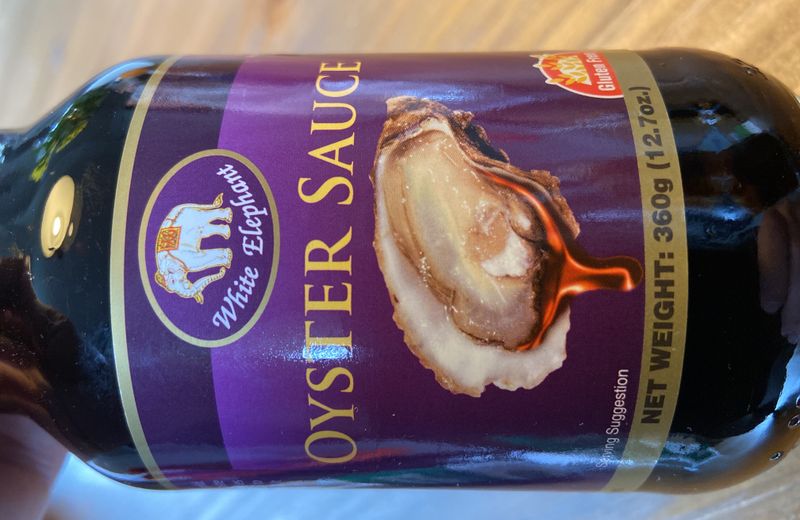 White Elephant
OYSTER SAUCE
Gluten Free
Serving Suggestion
NET WEIGHT: 360g (12.7oz.)